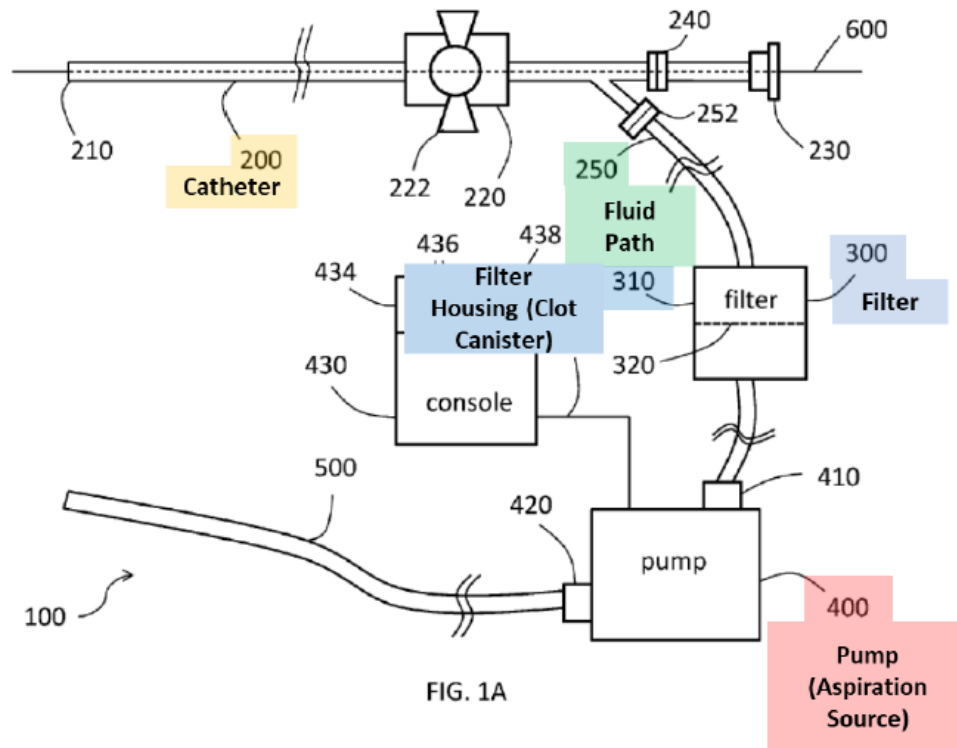 240
600
252
210
200
Catheter
222
220
250
230
Fluid
Path
436
438
434
Filter
Housing (Clot
Canister)
310
filter
300
Filter
320
430
console
500
420
410
pump
100
400
Pump
(Aspiration
Source)
FIG. 1A